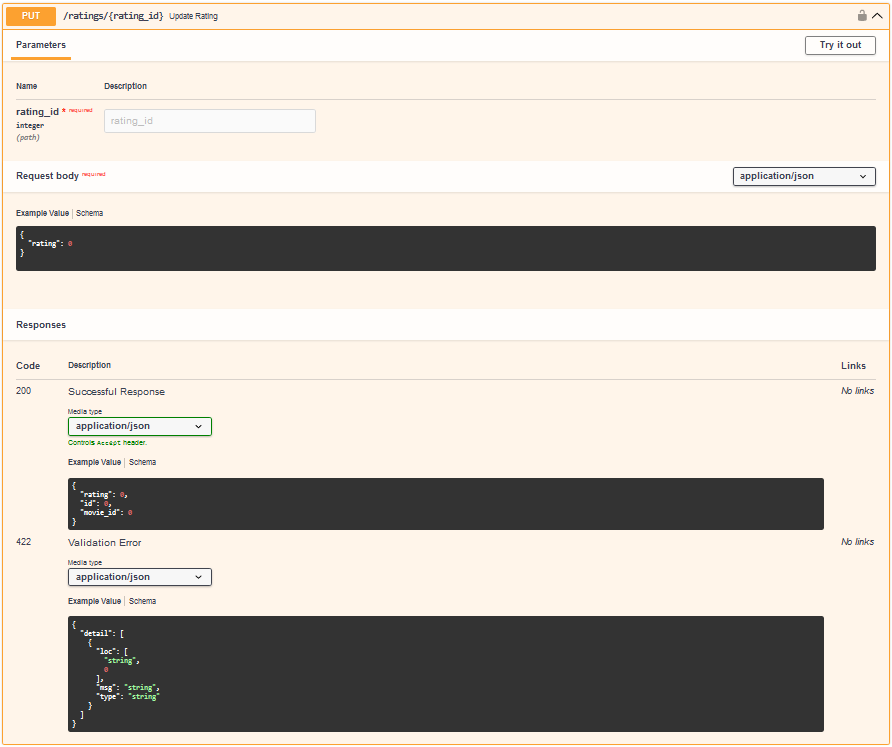 PUT /ratings/{rating_id} Update Rating
Parameters Try it out
Name Description
rating_id * required rating_id
integer
(path)
Request body required application/json
Example Value | Schema
{
"rating": 0
}
Responses
Code Description Links
200 Successful Response No links
Media type
application/json
Controls Accept header.
Example Value | Schema
{
"rating": 0,
"id": 0,
"movie_id": 0
}
422 Validation Error No links
Media type
application/json
Example Value | Schema
{
"detail": [
{
"loc": [
"string",
0
],
"msg": "string",
"type": "string"
}
]
}